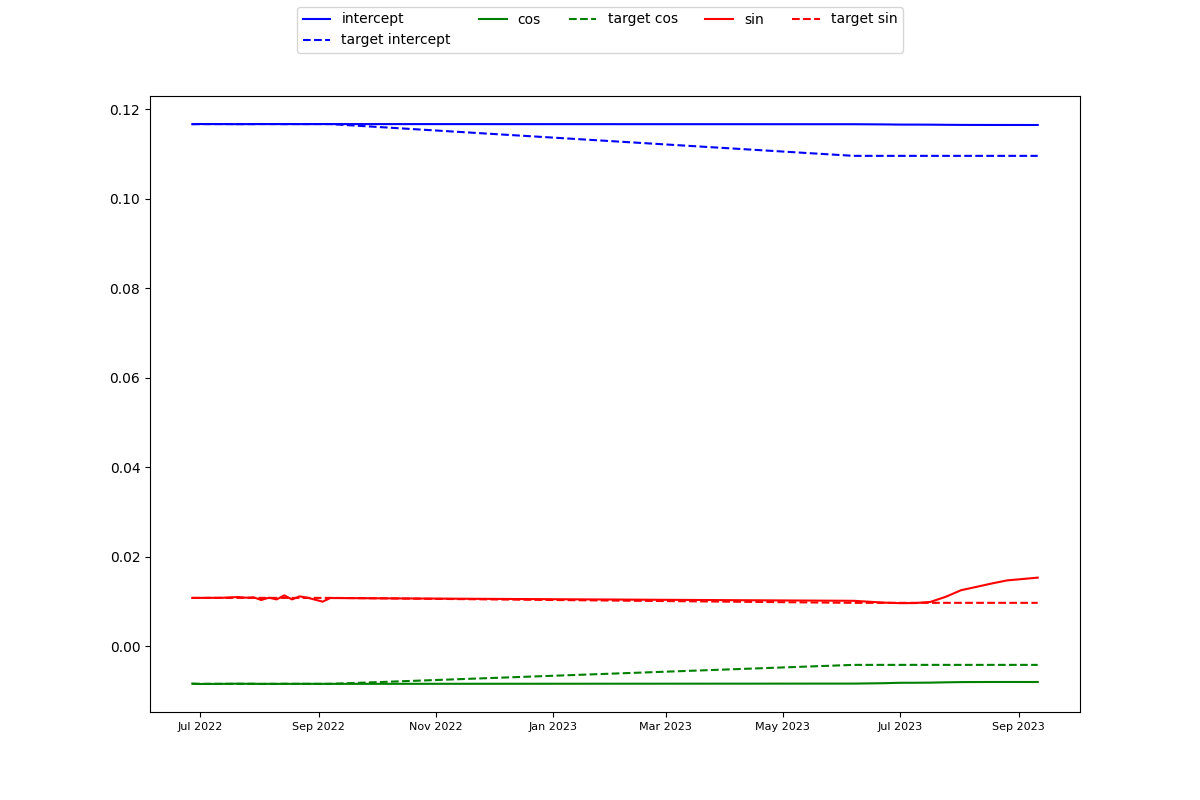 intercept cos target cos sin target sin
target intercept
0.12
0.10
0.08
0.06
0.04
0.02
0.00
Jul 2022 Sep 2022 Nov 2022 Jan 2023 Mar 2023 May 2023 Jul 2023 Sep 2023